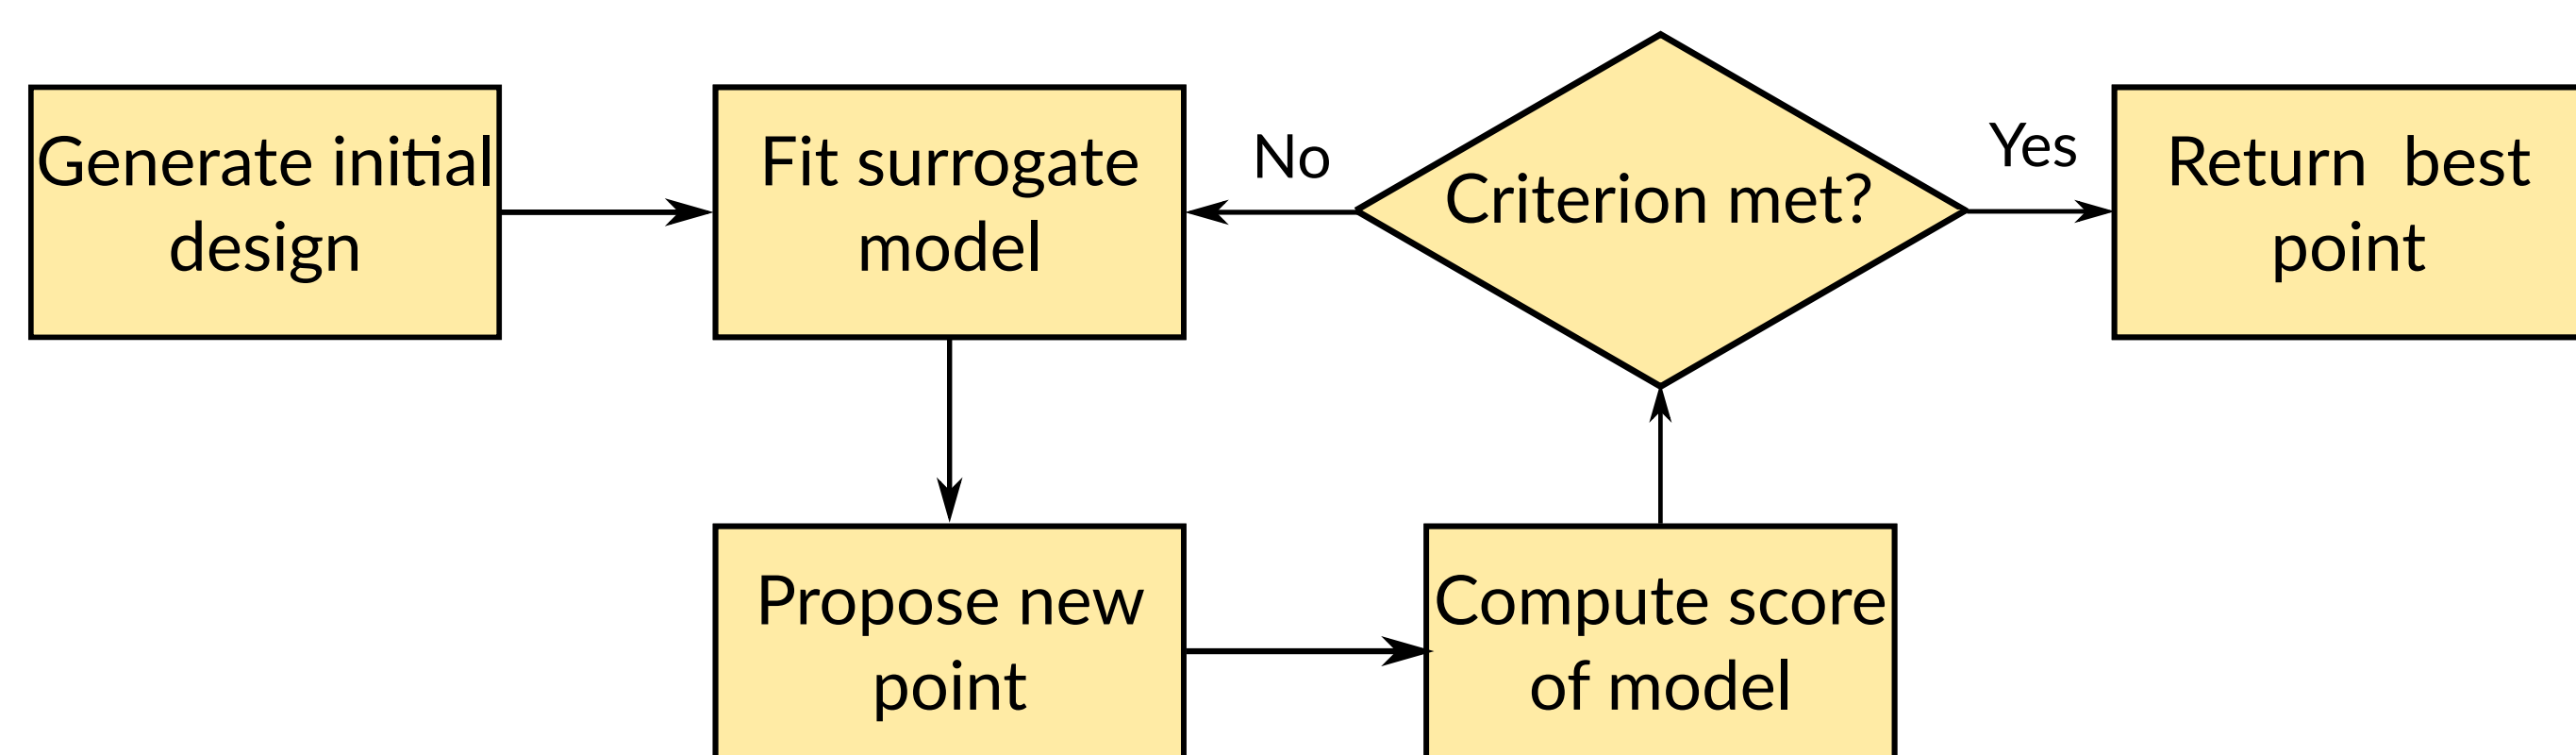 Generate initial
design
Fit surrogate
model
No
Criterion met?
Yes
Return best
point
Propose new
point
Compute score
of model